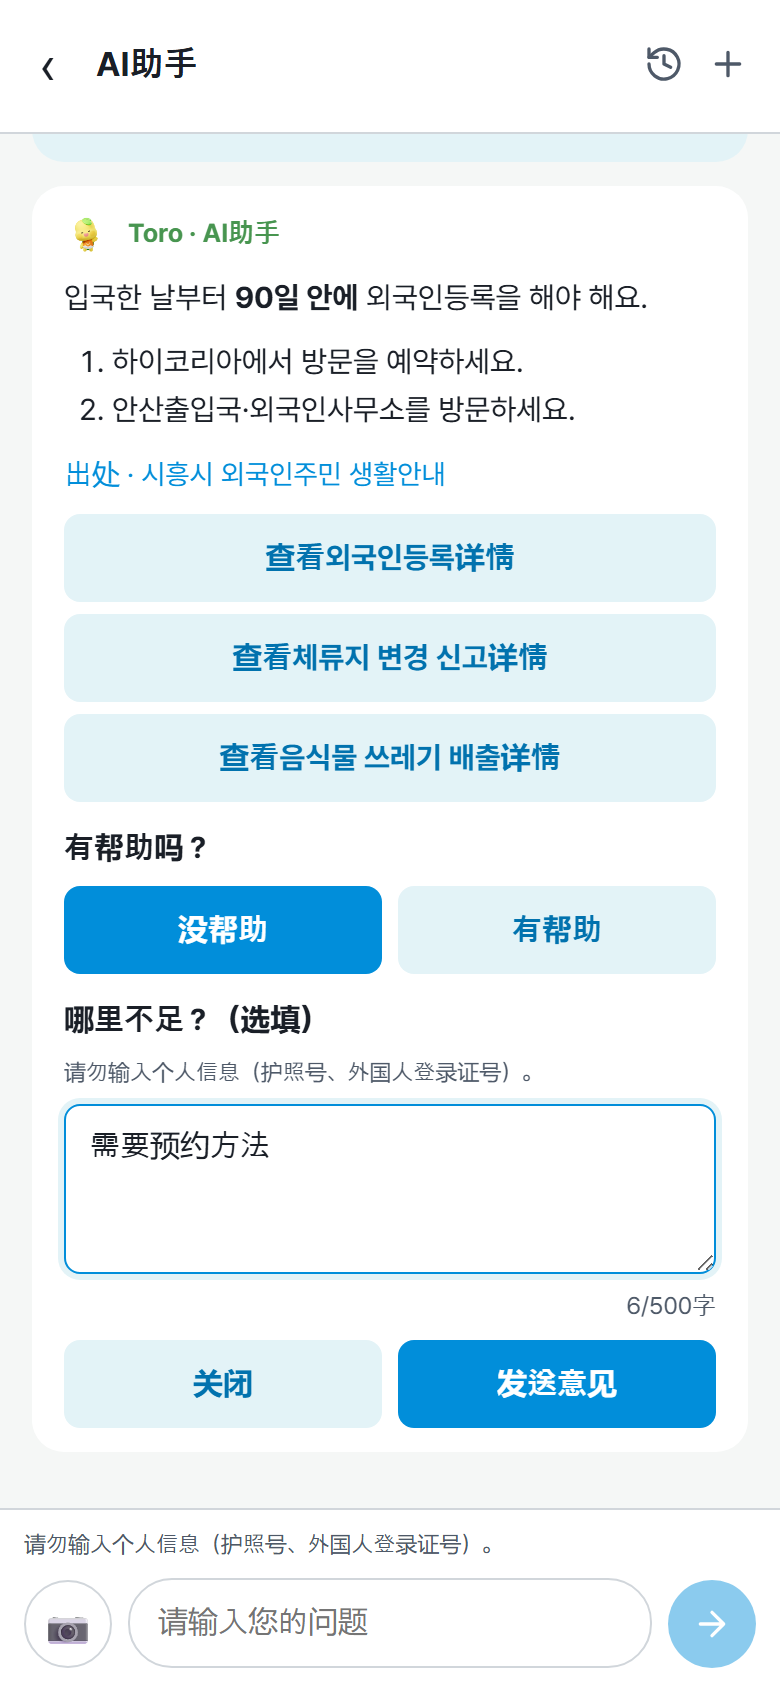 AI助手
Toro · AI助手
입국한 날부터 90일 안에 외국인등록을 해야 해요.
1. 하이코리아에서 방문을 예약하세요.
2. 안산출입국·외국인사무소를 방문하세요.
出处 · 시흥시 외국인주민 생활안내
查看외국인등록详情
查看체류지 변경 신고详情
查看음식물 쓰레기 배출详情
有帮助吗？
没帮助
有帮助
哪里不足？（选填）
请勿输入个人信息（护照号、外国人登录证号）。
需要预约方法
6/500字
关闭
发送意见
请勿输入个人信息（护照号、外国人登录证号）。
请输入您的问题